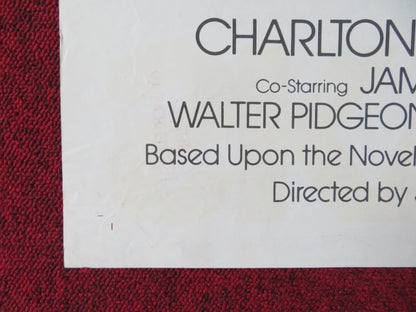 CHARLTON
Co-Starring JAM
WALTER PIDGEON
Based Upon the Novel
Directed by